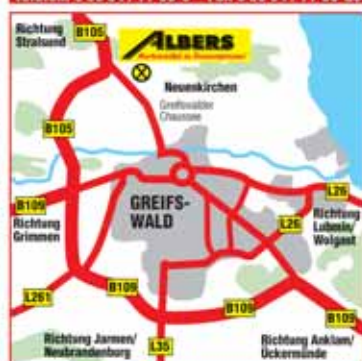 Richtung
Stralsund
B105
ALBERS
Neuenkirchen
Greifswalder
Chaussee
B105
B109
GREIFS-
WALD
L26
Richtung
Grimmen
L26
Richtung
Lubmin/
Wolgast
L261
B109
B109
B109
Richtung Jarmen/
Neubrandenburg
L35
Richtung Anklam/
Ückermünde